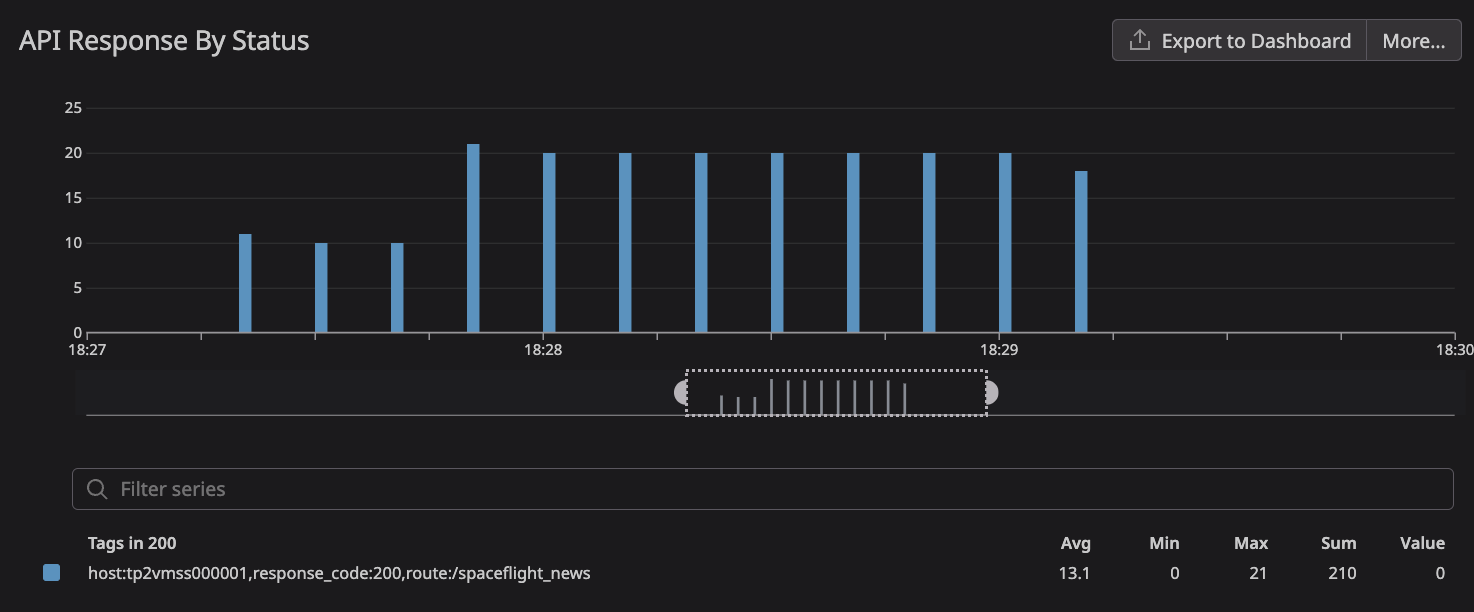 API Response By Status
Export to Dashboard
More...
25
20
15
10
5
0
18:27 18:28 18:29 18:30
Filter series
Tags in 200 Avg Min Max Sum Value
host:tp2vmss000001,response_code:200,route:/spaceflight_news 13.1 0 21 210 0